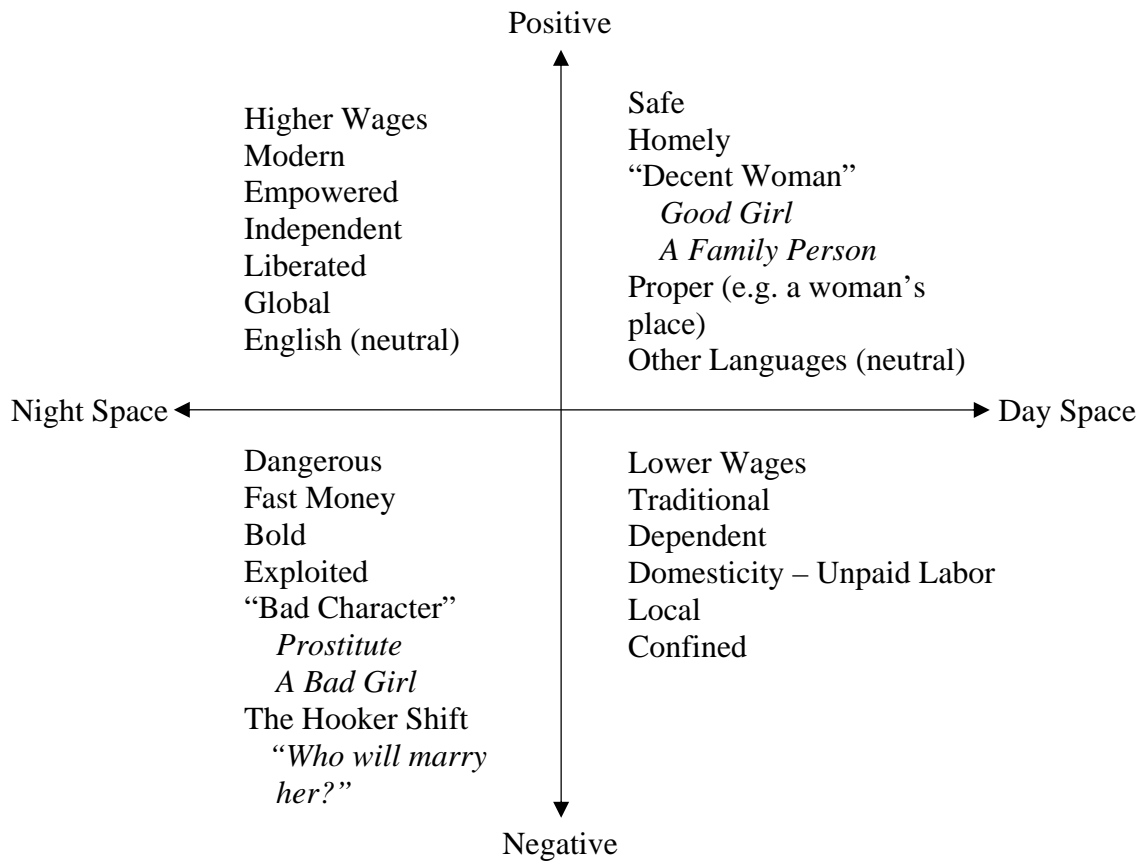 Positive
Higher Wages
Modern
Empowered
Independent
Liberated
Global
English (neutral)
Safe
Homely
“Decent Woman”
Good Girl
A Family Person
Proper (e.g. a woman’s
place)
Other Languages (neutral)
Night Space
Day Space
Dangerous
Fast Money
Bold
Exploited
“Bad Character”
Prostitute
A Bad Girl
The Hooker Shift
“Who will marry
her?”
Lower Wages
Traditional
Dependent
Domesticity – Unpaid Labor
Local
Confined
Negative